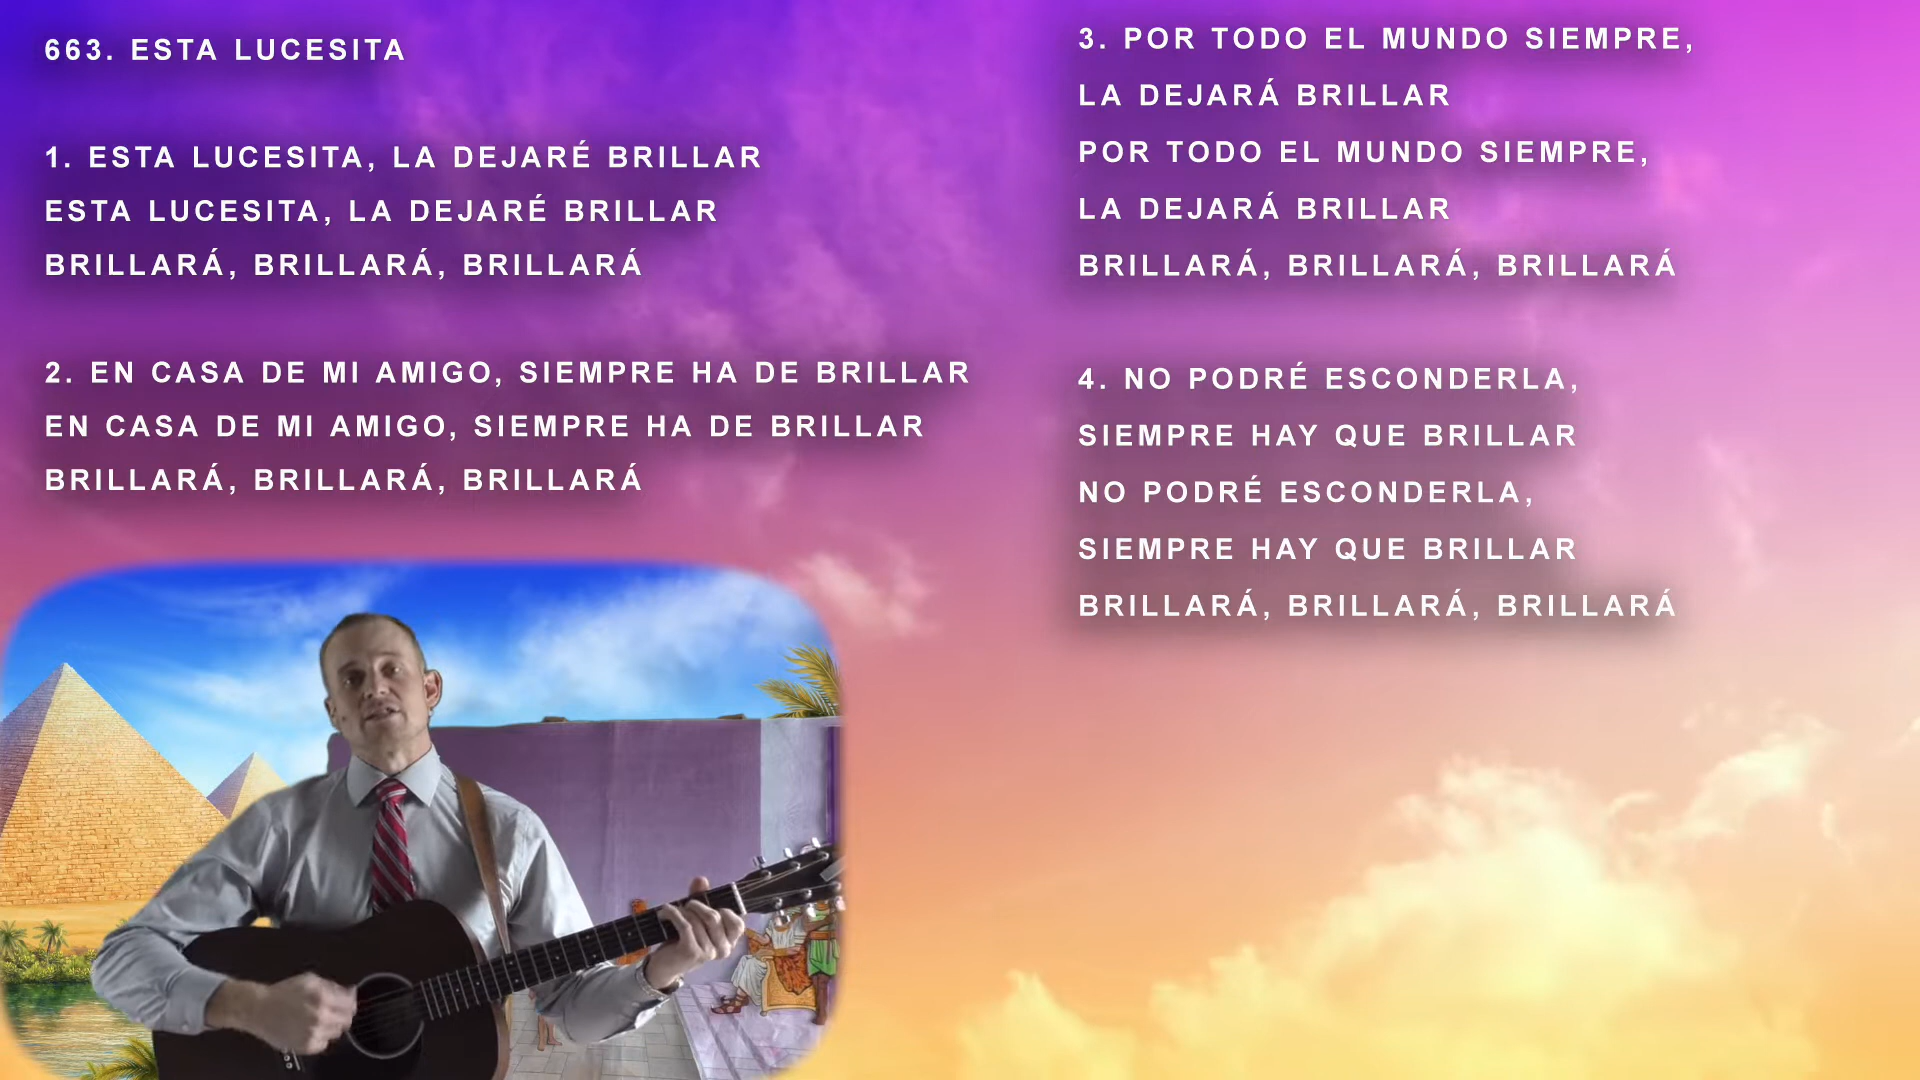 663. ESTA LUCESITA
1. ESTA LUCESITA, LA DEJARÉ BRILLAR
ESTA LUCESITA, LA DEJARÉ BRILLAR
BRILLARÁ, BRILLARÁ, BRILLARÁ
2. EN CASA DE MI AMIGO, SIEMPRE HA DE BRILLAR
EN CASA DE MI AMIGO, SIEMPRE HA DE BRILLAR
BRILLARÁ, BRILLARÁ, BRILLARÁ
3. POR TODO EL MUNDO SIEMPRE,
LA DEJARÁ BRILLAR
POR TODO EL MUNDO SIEMPRE,
LA DEJARÁ BRILLAR
BRILLARÁ, BRILLARÁ, BRILLARÁ
4. NO PODRÉ ESCONDERLA,
SIEMPRE HAY QUE BRILLAR
NO PODRÉ ESCONDERLA,
SIEMPRE HAY QUE BRILLAR
BRILLARÁ, BRILLARÁ, BRILLARÁ